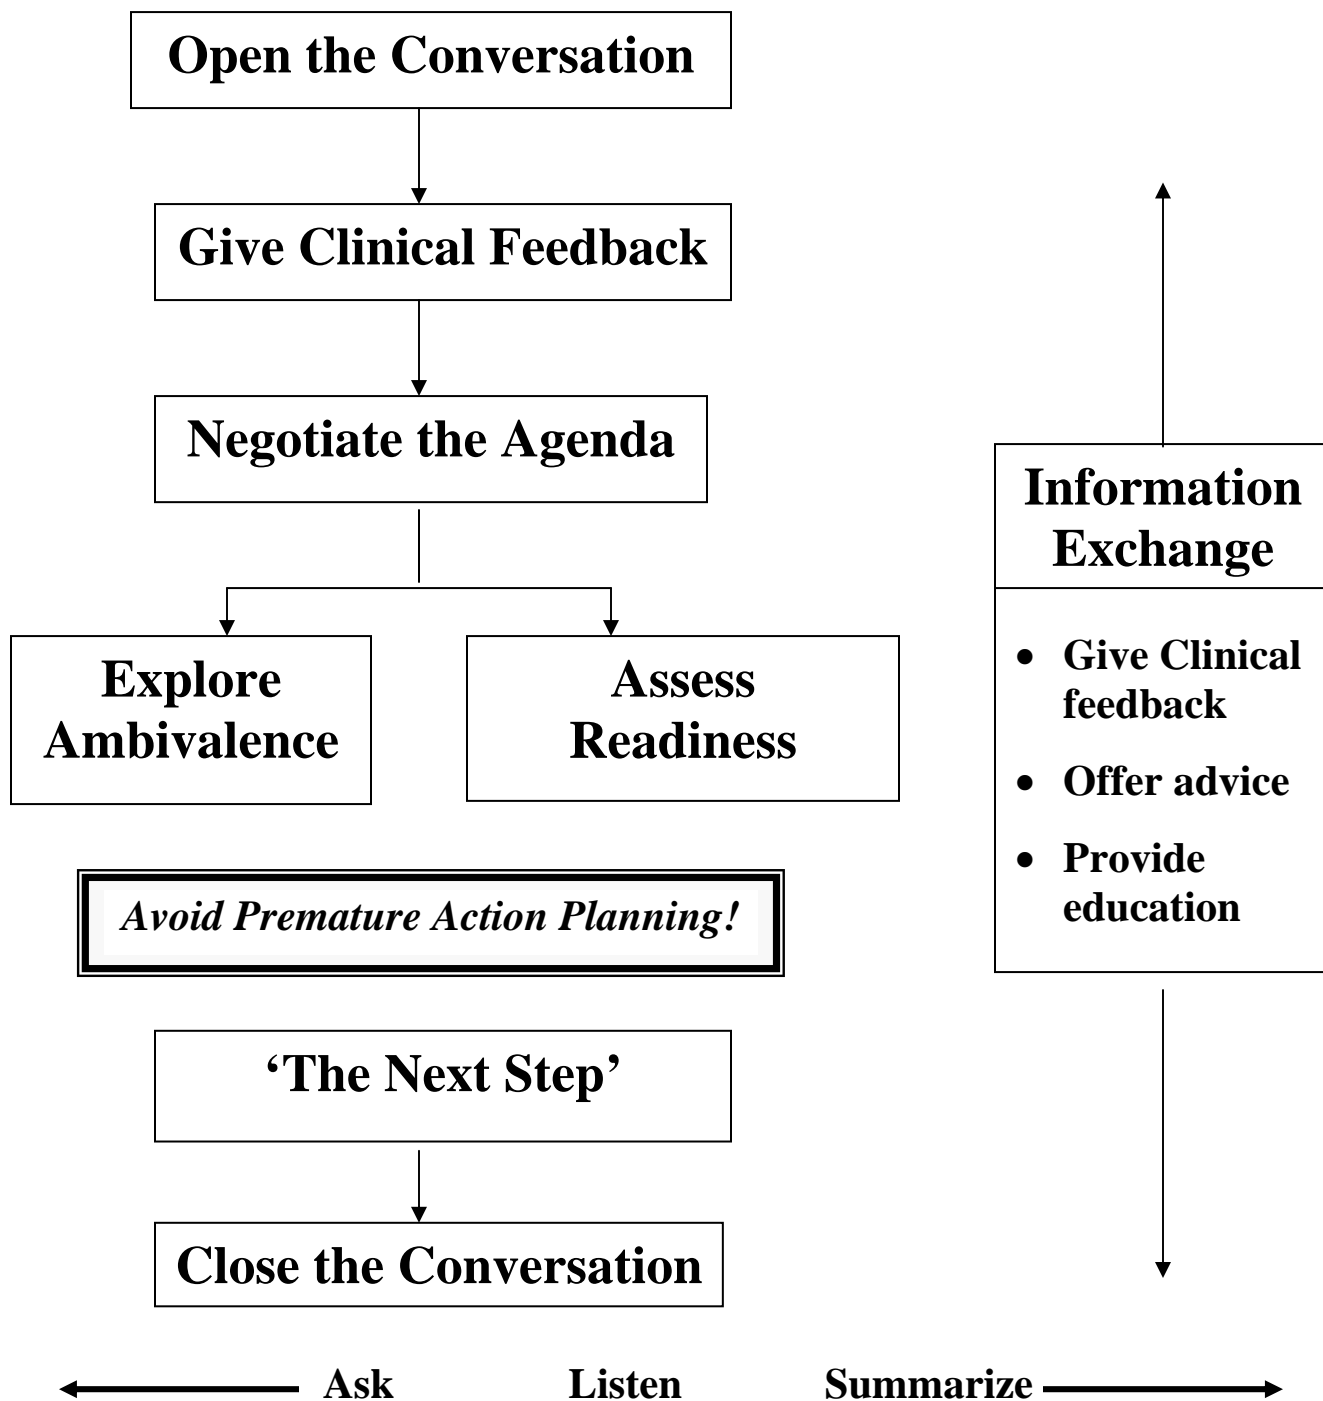 Open the Conversation
Give Clinical Feedback
Negotiate the Agenda
Explore
Ambivalence
Assess
Readiness
Avoid Premature Action Planning!
‘The Next Step’
Close the Conversation
Information
Exchange
• Give Clinical
feedback
• Offer advice
• Provide
education
Ask Listen Summarize